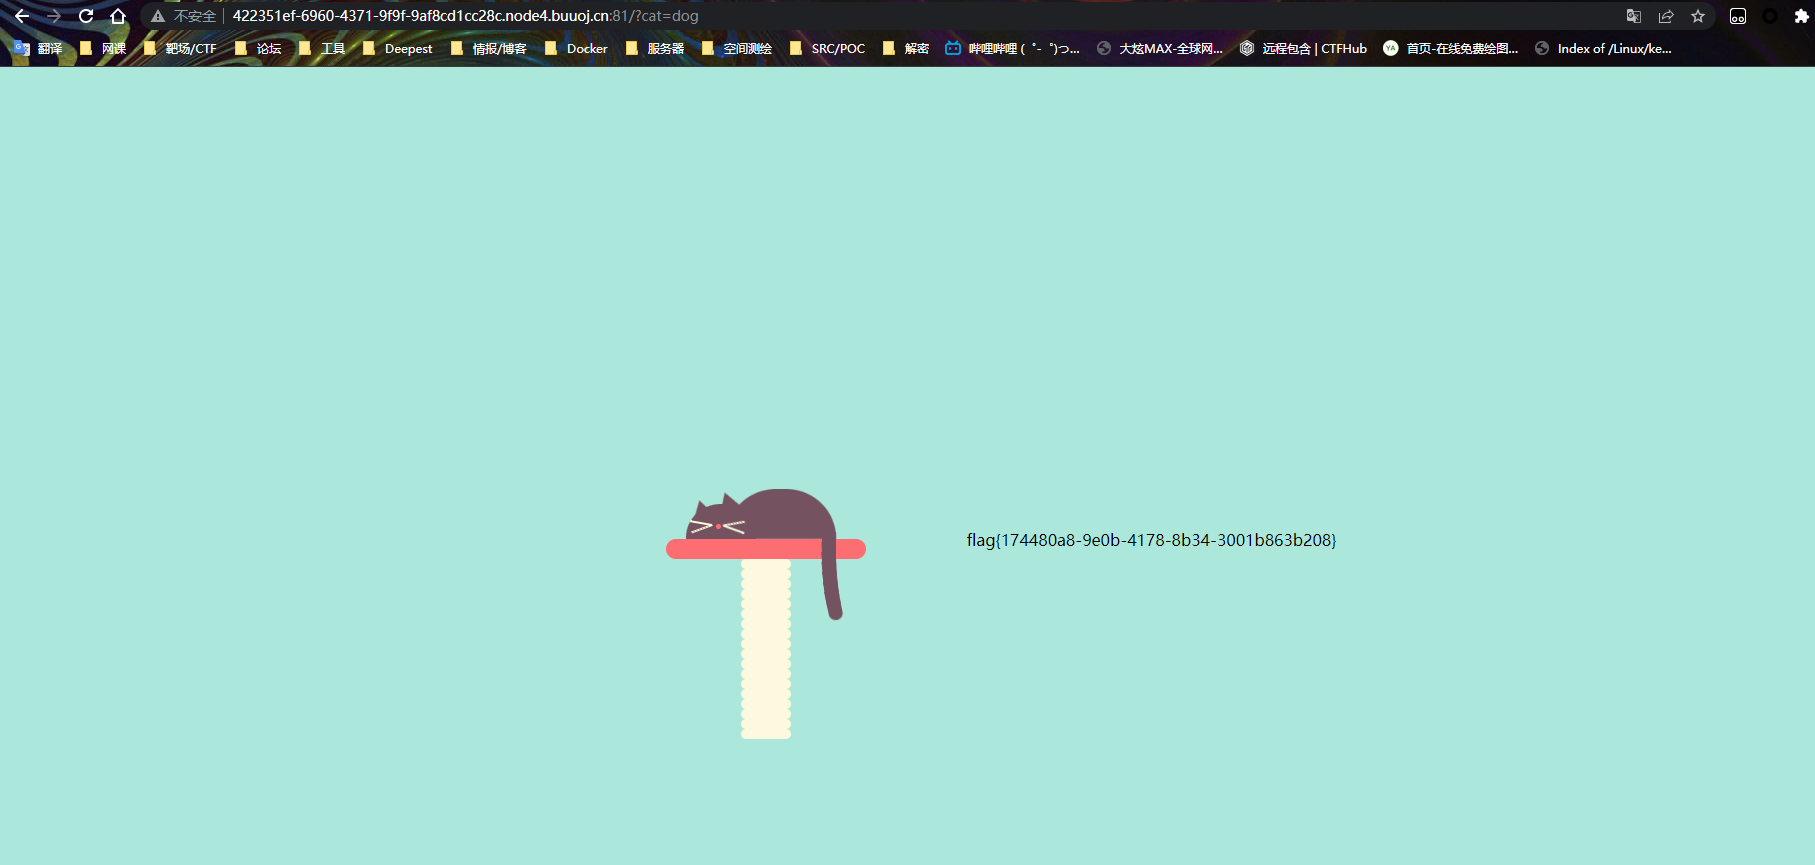 不安全 422351ef-6960-4371-9f9f-9af8cd1cc28c.node4.buuoj.cn:81/?cat=dog
翻译 网课 靶场/CTF 论坛 工具 Deepest 情报/博客 Docker 服务器 空间测绘 SRC/POC 解密 哔哩哔哩 ( ゜- ゜)つ... 大炫MAX-全球网... 远程包含 | CTFHub YA 首页-在线免费绘图... Index of /Linux/ke...
flag{174480a8-9e0b-4178-8b34-3001b863b208}